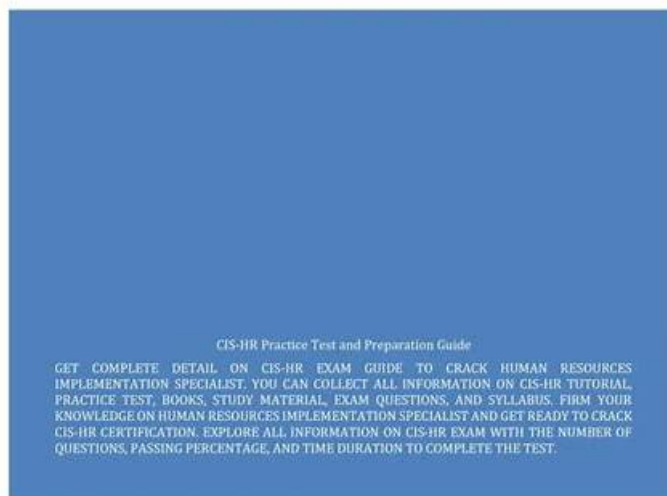 CIS-HR Practice Test and Preparation Guide
GET COMPLETE DETAIL ON CIS-HR EXAM GUIDE TO CRACK HUMAN RESOURCES
IMPLEMENTATION SPECIALIST. YOU CAN COLLECT ALL INFORMATION ON CIS-HR TUTORIAL,
PRACTICE TEST, BOOKS, STUDY MATERIAL, EXAM QUESTIONS, AND SYLLABUS. FIRM YOUR
KNOWLEDGE ON HUMAN RESOURCES IMPLEMENTATION SPECIALIST AND GET READY TO CRACK
CIS-HR CERTIFICATION. EXPLORE ALL INFORMATION ON CIS-HR EXAM WITH THE NUMBER OF
QUESTIONS, PASSING PERCENTAGE, AND TIME DURATION TO COMPLETE THE TEST.